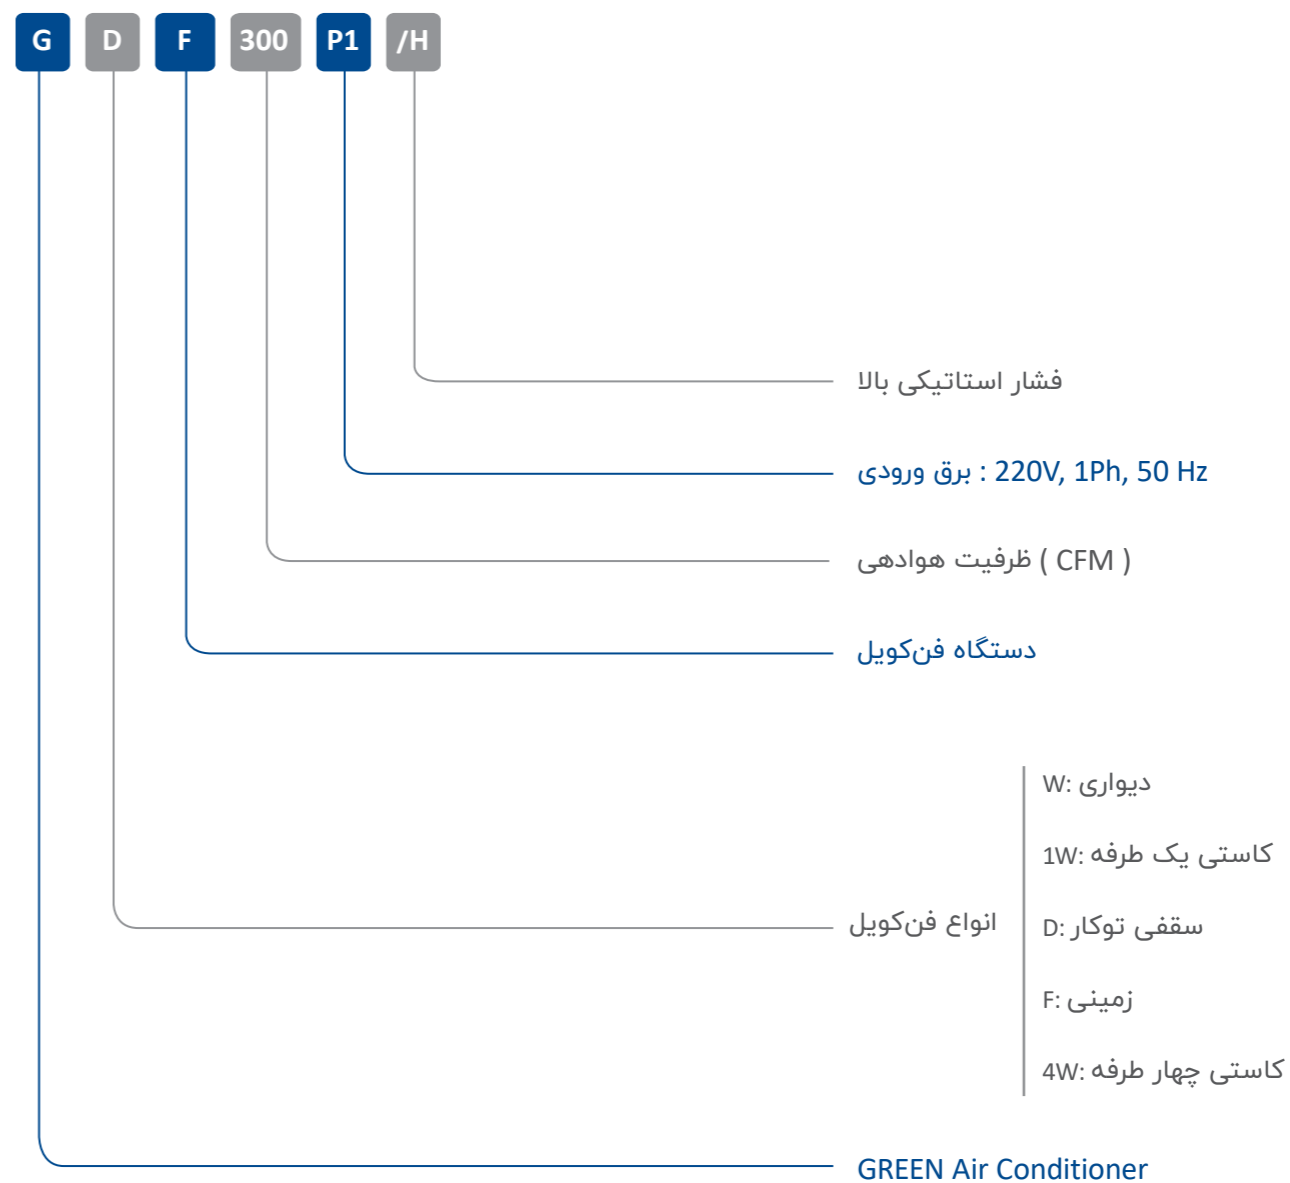 G D F 300 P1 /H
فشار استاتیکی بالا
برق ورودی : 220V, 1Ph, 50 Hz
ظرفیت هوادهی ( CFM )
دستگاه فن‌کویل
W: دیواری
1W: کاستی یک طرفه
انواع فن‌کویل
D: سقفی توکار
F: زمینی
4W: کاستی چهار طرفه
GREEN Air Conditioner